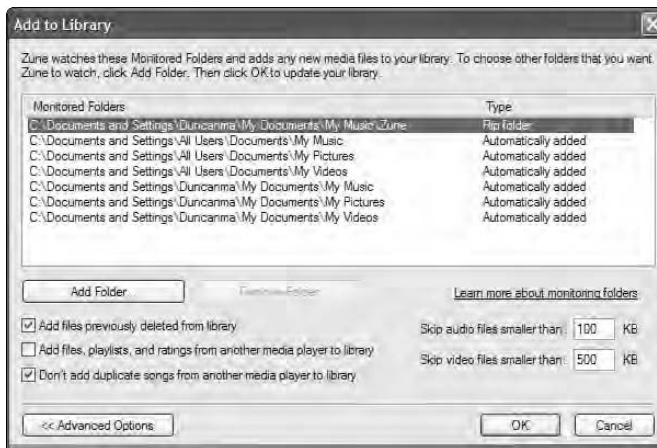 Add to Library
Zune watches these Monitored Folders and adds any new media files to your library. To choose other folders that you want
Zune to watch, click Add Folder. Then click OK to update your library.
Monitored Folders Type
C:\Documents and Settings\Duncanma\My Documents\My Music\Zune Rip folder
C:\Documents and Settings\All Users\Documents\My Music Automatically added
C:\Documents and Settings\All Users\Documents\My Pictures Automatically added
C:\Documents and Settings\All Users\Documents\My Videos Automatically added
C:\Documents and Settings\Duncanma\My Documents\My Music Automatically added
C:\Documents and Settings\Duncanma\My Documents\My Pictures Automatically added
C:\Documents and Settings\Duncanma\My Documents\My Videos Automatically added
Add Folder Remove Folder Learn more about monitoring folders
Add files previously deleted from library Skip audio files smaller than: 100 KB
Add files, playlists, and ratings from another media player to library
Skip video files smaller than: 500 KB
Don't add duplicate songs from another media player to library
<< Advanced Options OK Cancel